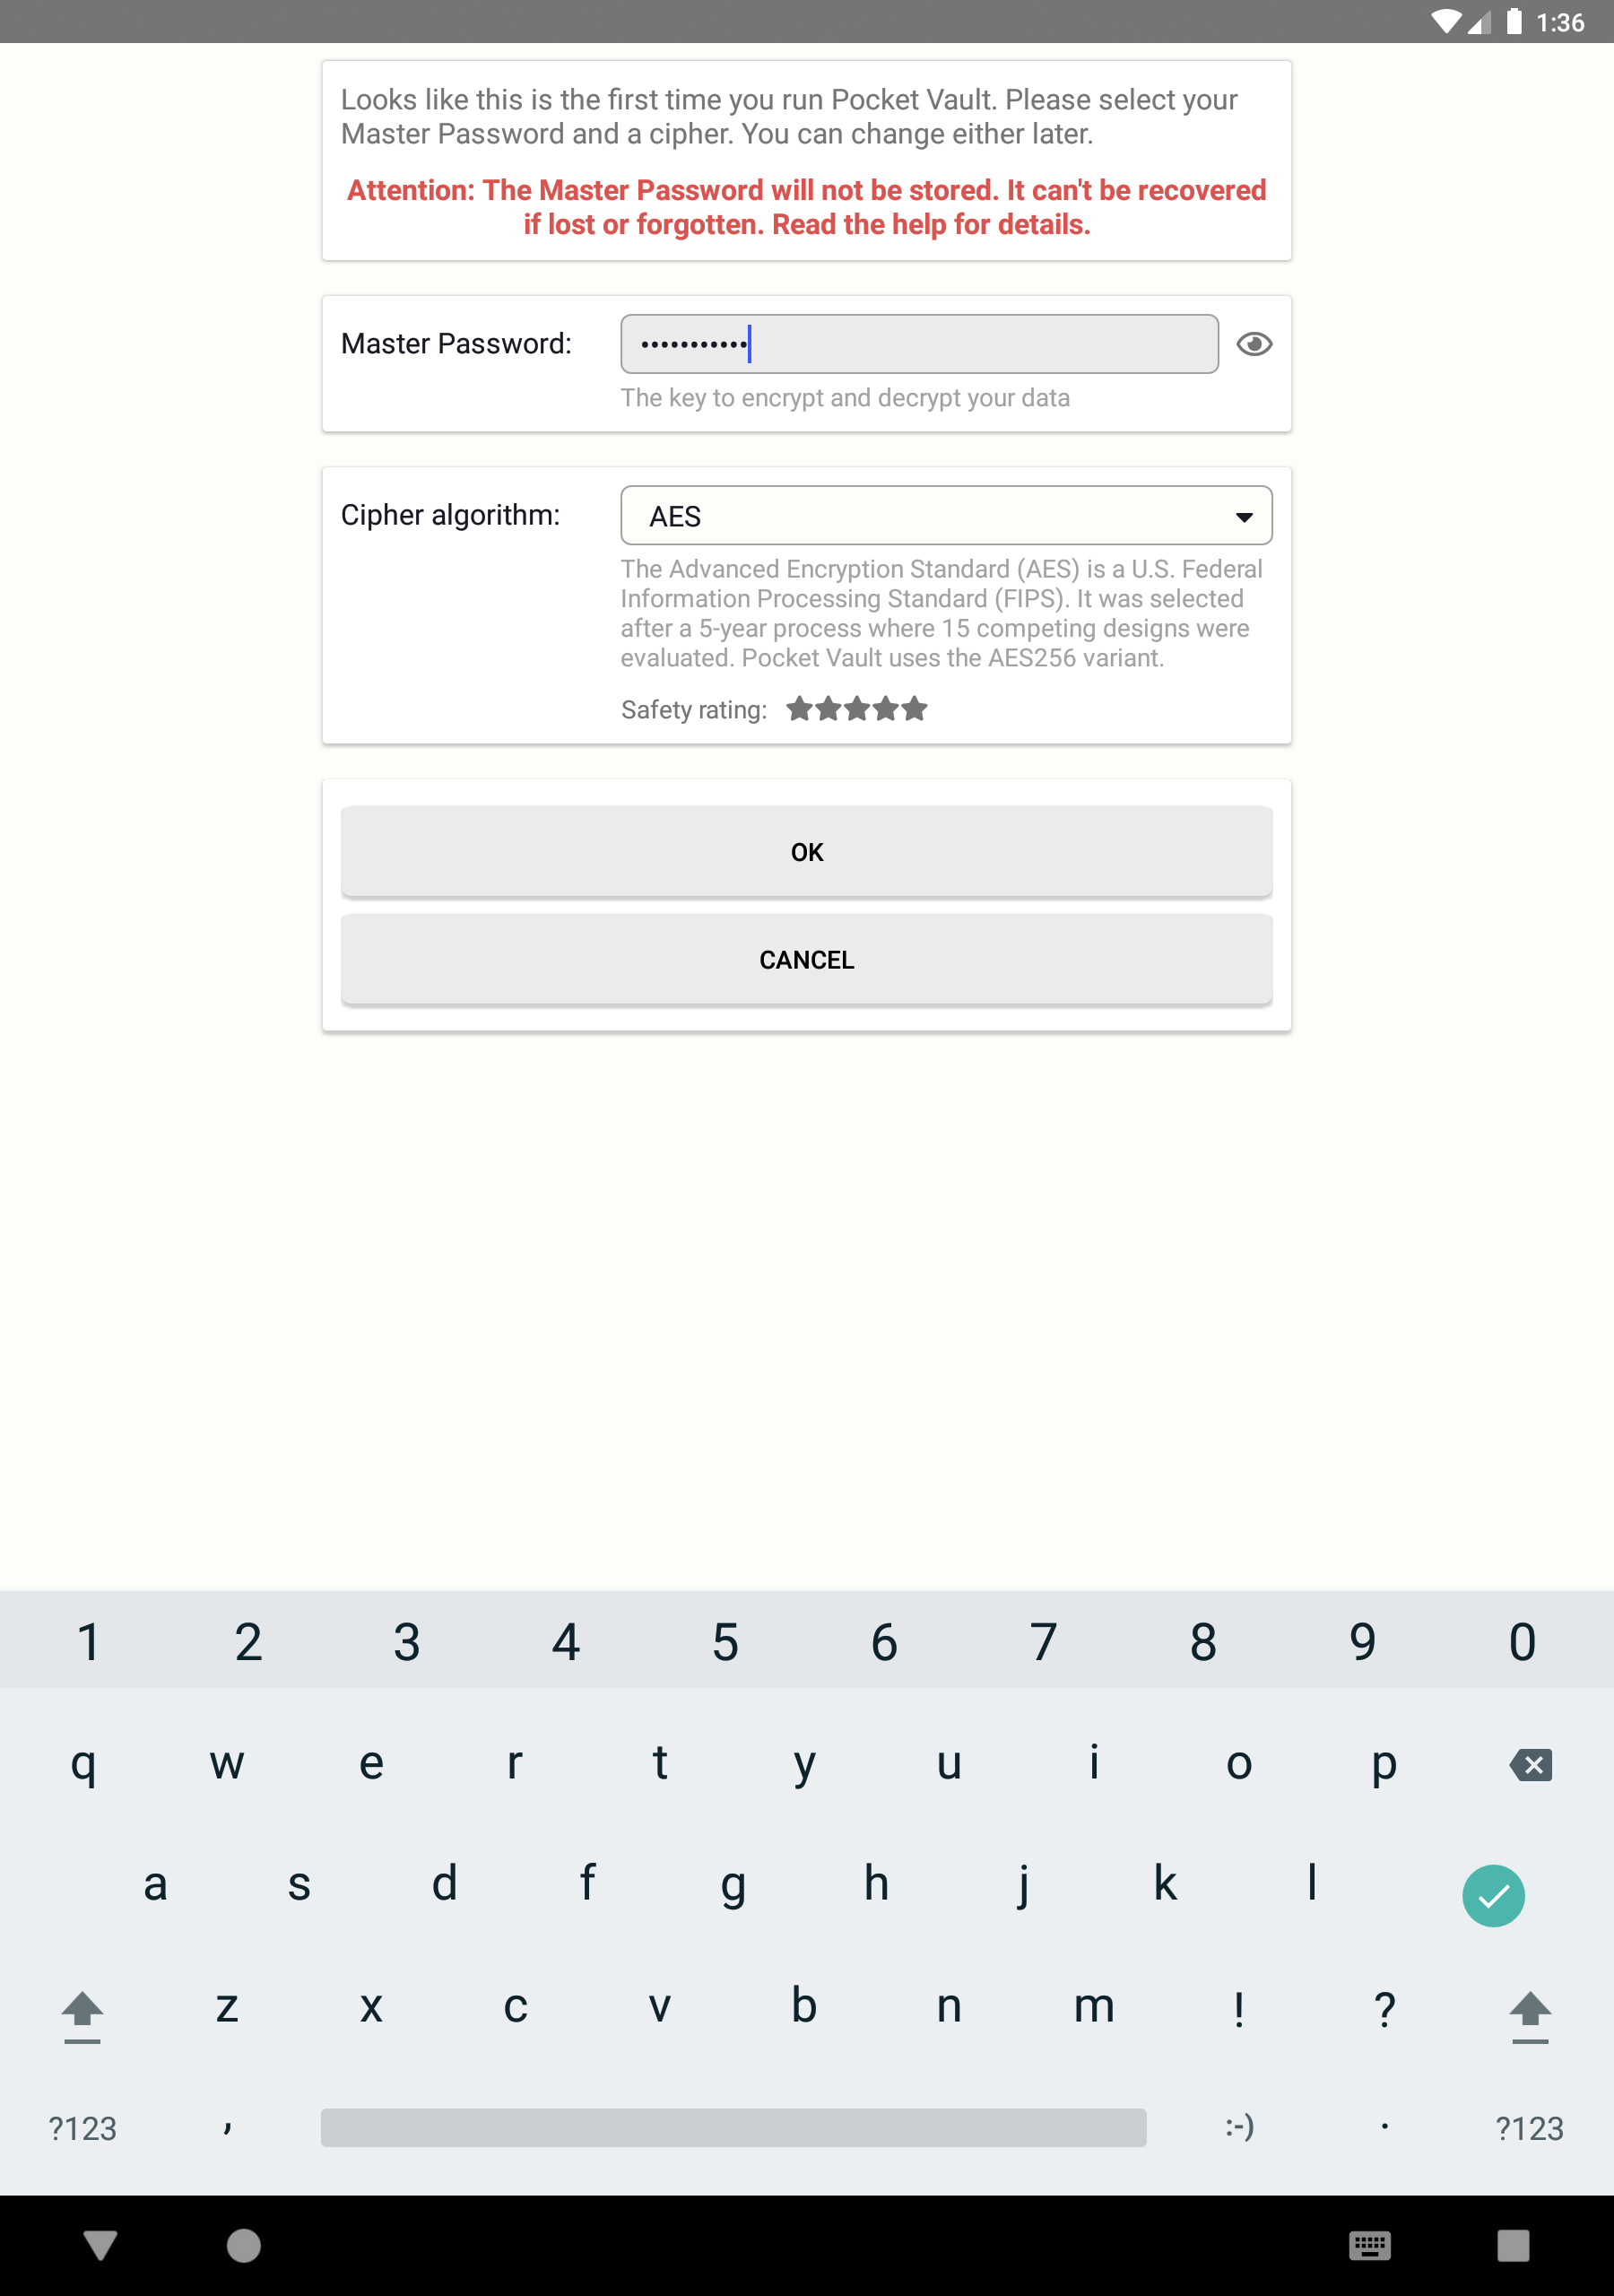 1:36
Looks like this is the first time you run Pocket Vault. Please select your
Master Password and a cipher. You can change either later.
Attention: The Master Password will not be stored. It can't be recovered
if lost or forgotten. Read the help for details.
Master Password: •••••••••••
The key to encrypt and decrypt your data
Cipher algorithm: AES
The Advanced Encryption Standard (AES) is a U.S. Federal
Information Processing Standard (FIPS). It was selected
after a 5-year process where 15 competing designs were
evaluated. Pocket Vault uses the AES256 variant.
Safety rating:
OK
CANCEL
1 2 3 4 5 6 7 8 9 0
q w e r t y u i o p
a s d f g h j k l
z x c v b n m ! ?
?123 , :-) . ?123